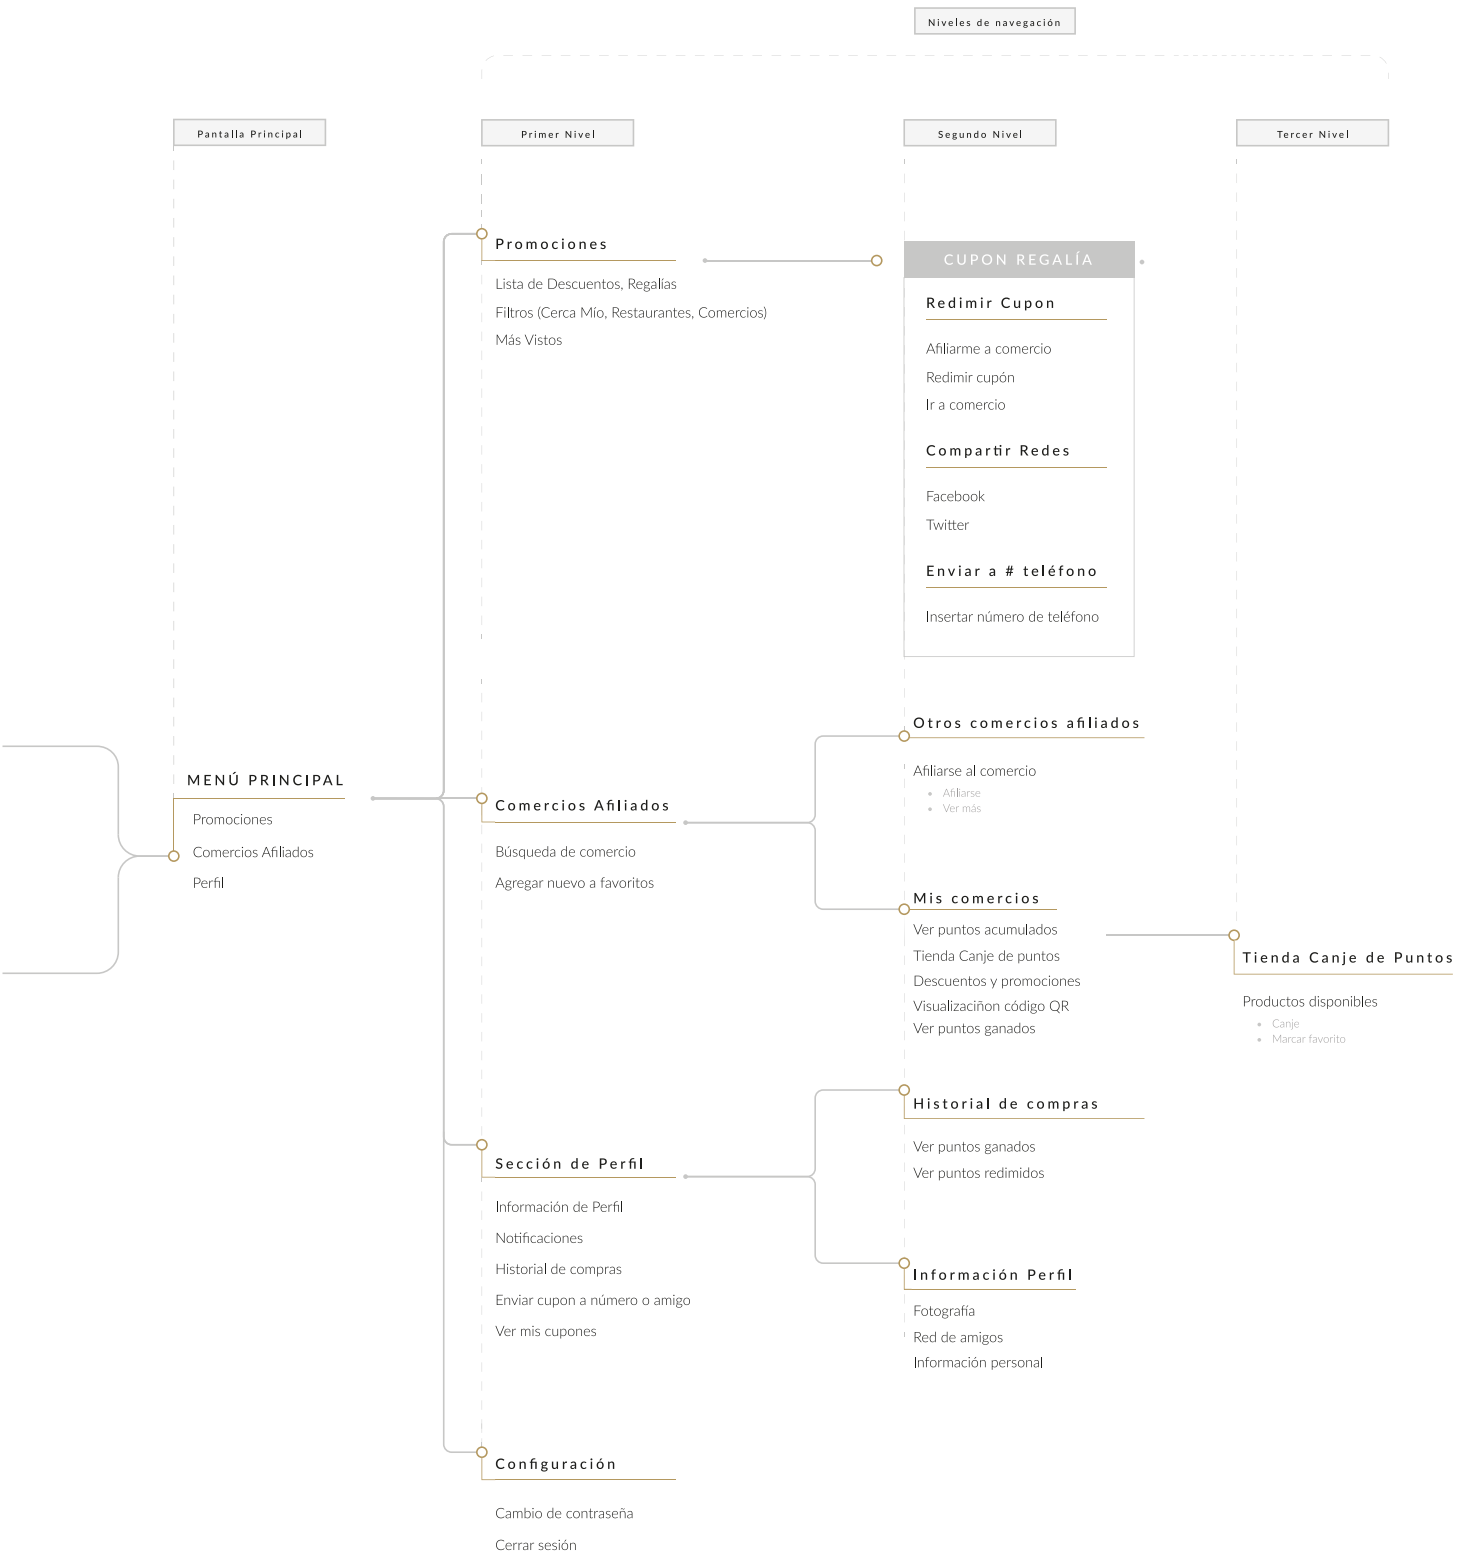 Niveles de navegación
Pantalla Principal
Primer Nivel
Segundo Nivel
Tercer Nivel
MENÚ PRINCIPAL
Promociones
Comercios Afiliados
Perfil
Promociones
Lista de Descuentos, Regalías
Filtros (Cerca Mío, Restaurantes, Comercios)
Más Vistos
CUPON REGALÍA
Redimir Cupon
Afiliarme a comercio
Redimir cupón
Ir a comercio
Compartir Redes
Facebook
Twitter
Enviar a # teléfono
Insertar número de teléfono
Comercios Afiliados
Búsqueda de comercio
Agregar nuevo a favoritos
Otros comercios afiliados
Afiliarse al comercio
• Afiliarse
• Ver más
Mis comercios
Ver puntos acumulados
Tienda Canje de puntos
Descuentos y promociones
Visualizaciñon código QR
Ver puntos ganados
Tienda Canje de Puntos
Productos disponibles
• Canje
• Marcar favorito
Sección de Perfil
Información de Perfil
Notificaciones
Historial de compras
Enviar cupon a número o amigo
Ver mis cupones
Historial de compras
Ver puntos ganados
Ver puntos redimidos
Información Perfil
Fotografía
Red de amigos
Información personal
Configuración
Cambio de contraseña
Cerrar sesión